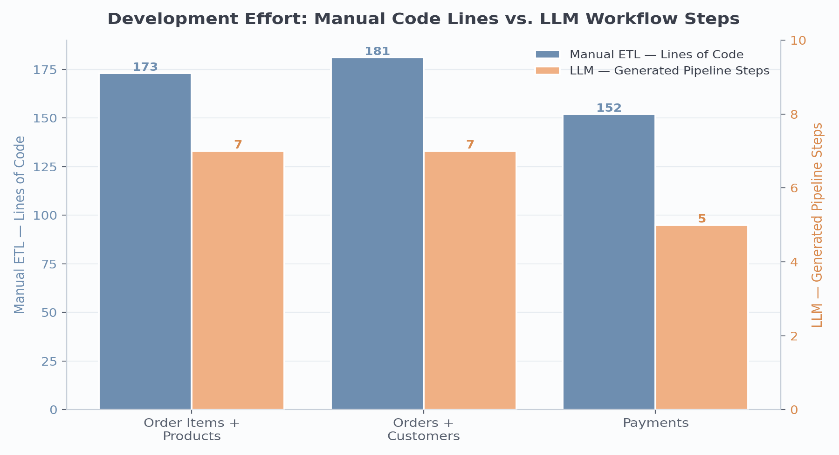 Development Effort: Manual Code Lines vs. LLM Workflow Steps
Manual ETL — Lines of Code
LLM — Generated Pipeline Steps
Manual ETL — Lines of Code
175
150
125
100
75
50
25
0
173
7
181
7
152
5
10
8
6
4
2
0
LLM — Generated Pipeline Steps
Order Items +
Products
Orders +
Customers
Payments